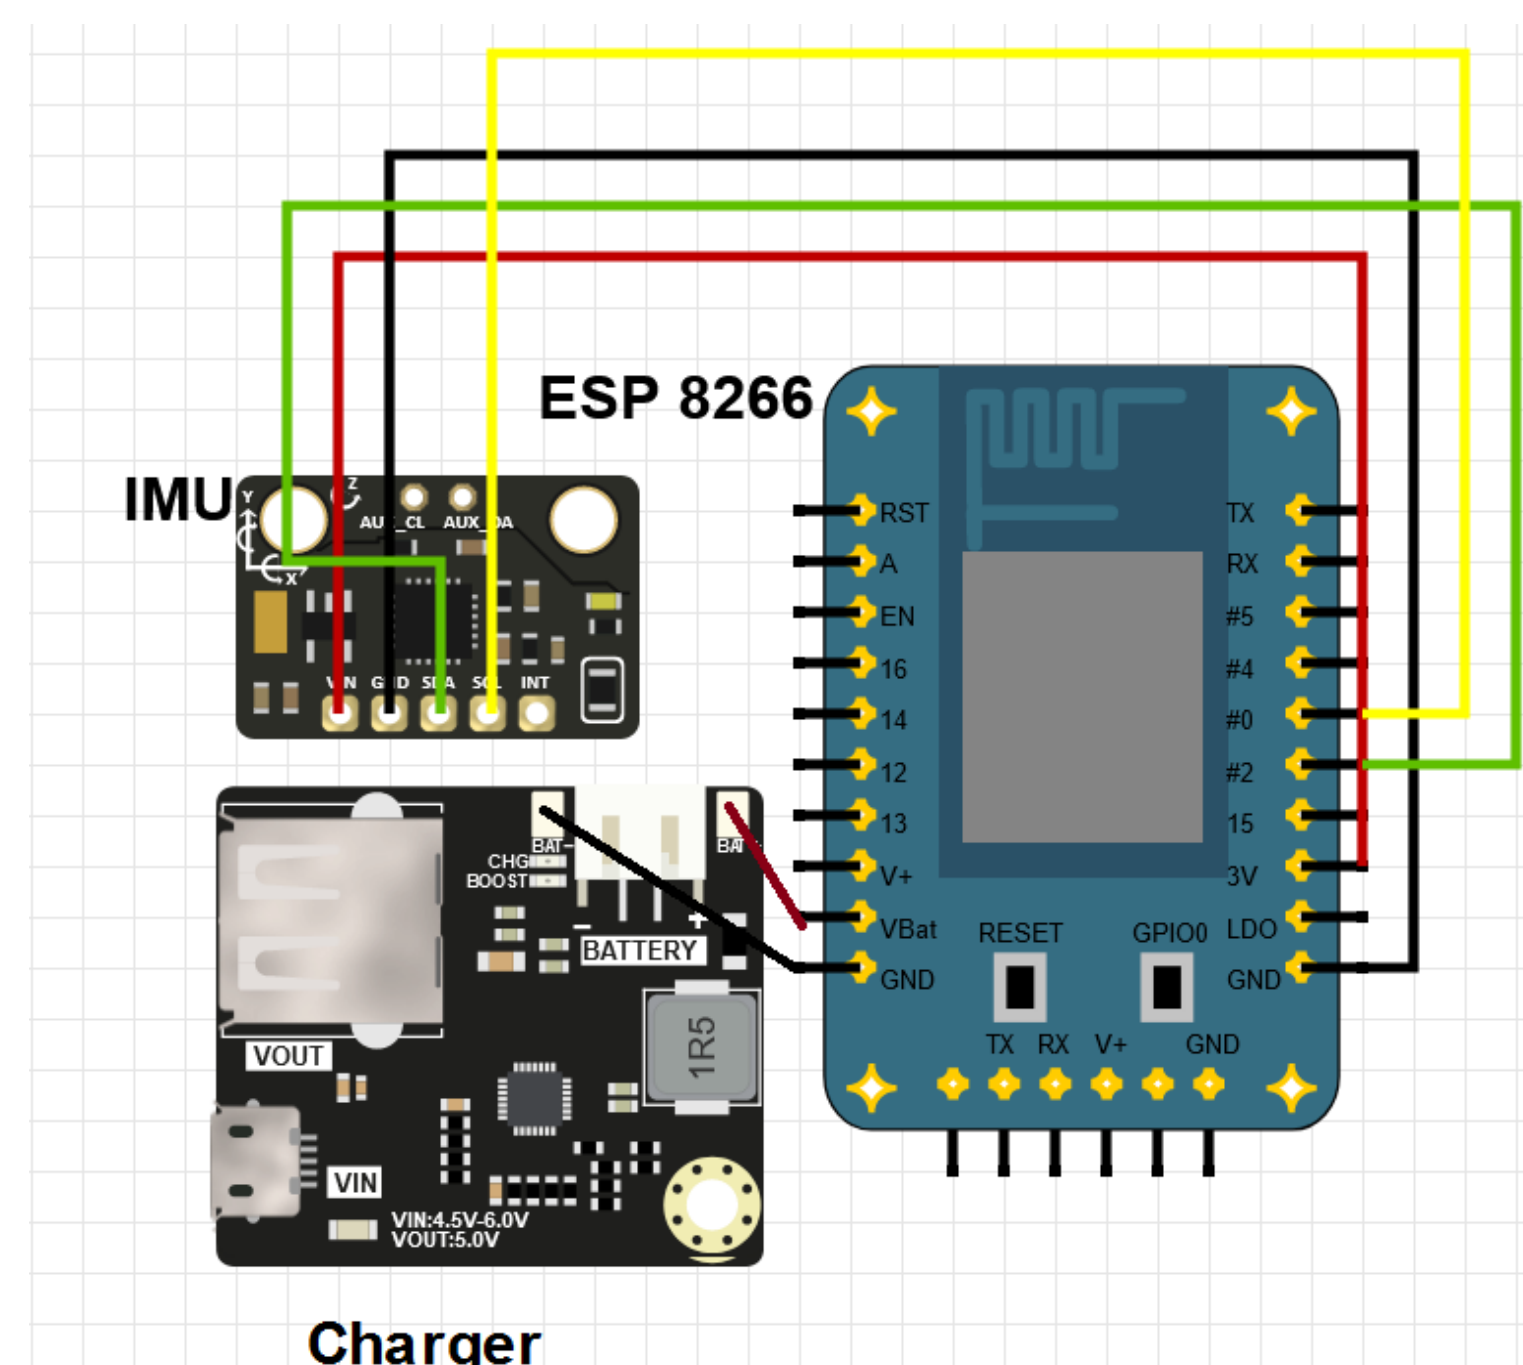 ESP 8266
IMU
Y
Z
X
AUX_CL
AUX_DA
VIN
GND
SDA
SCL
INT
RST
A
EN
16
14
12
13
V+
VBat
GND
TX
RX
#5
#4
#0
#2
15
3V
LDO
GND
RESET
GPIO0
TX
RX
V+
GND
BAT-
BAT
CHG
BOOST
-
+
BATTERY
1R5
VOUT
VIN
VIN:4.5V-6.0V
VOUT:5.0V
Charger